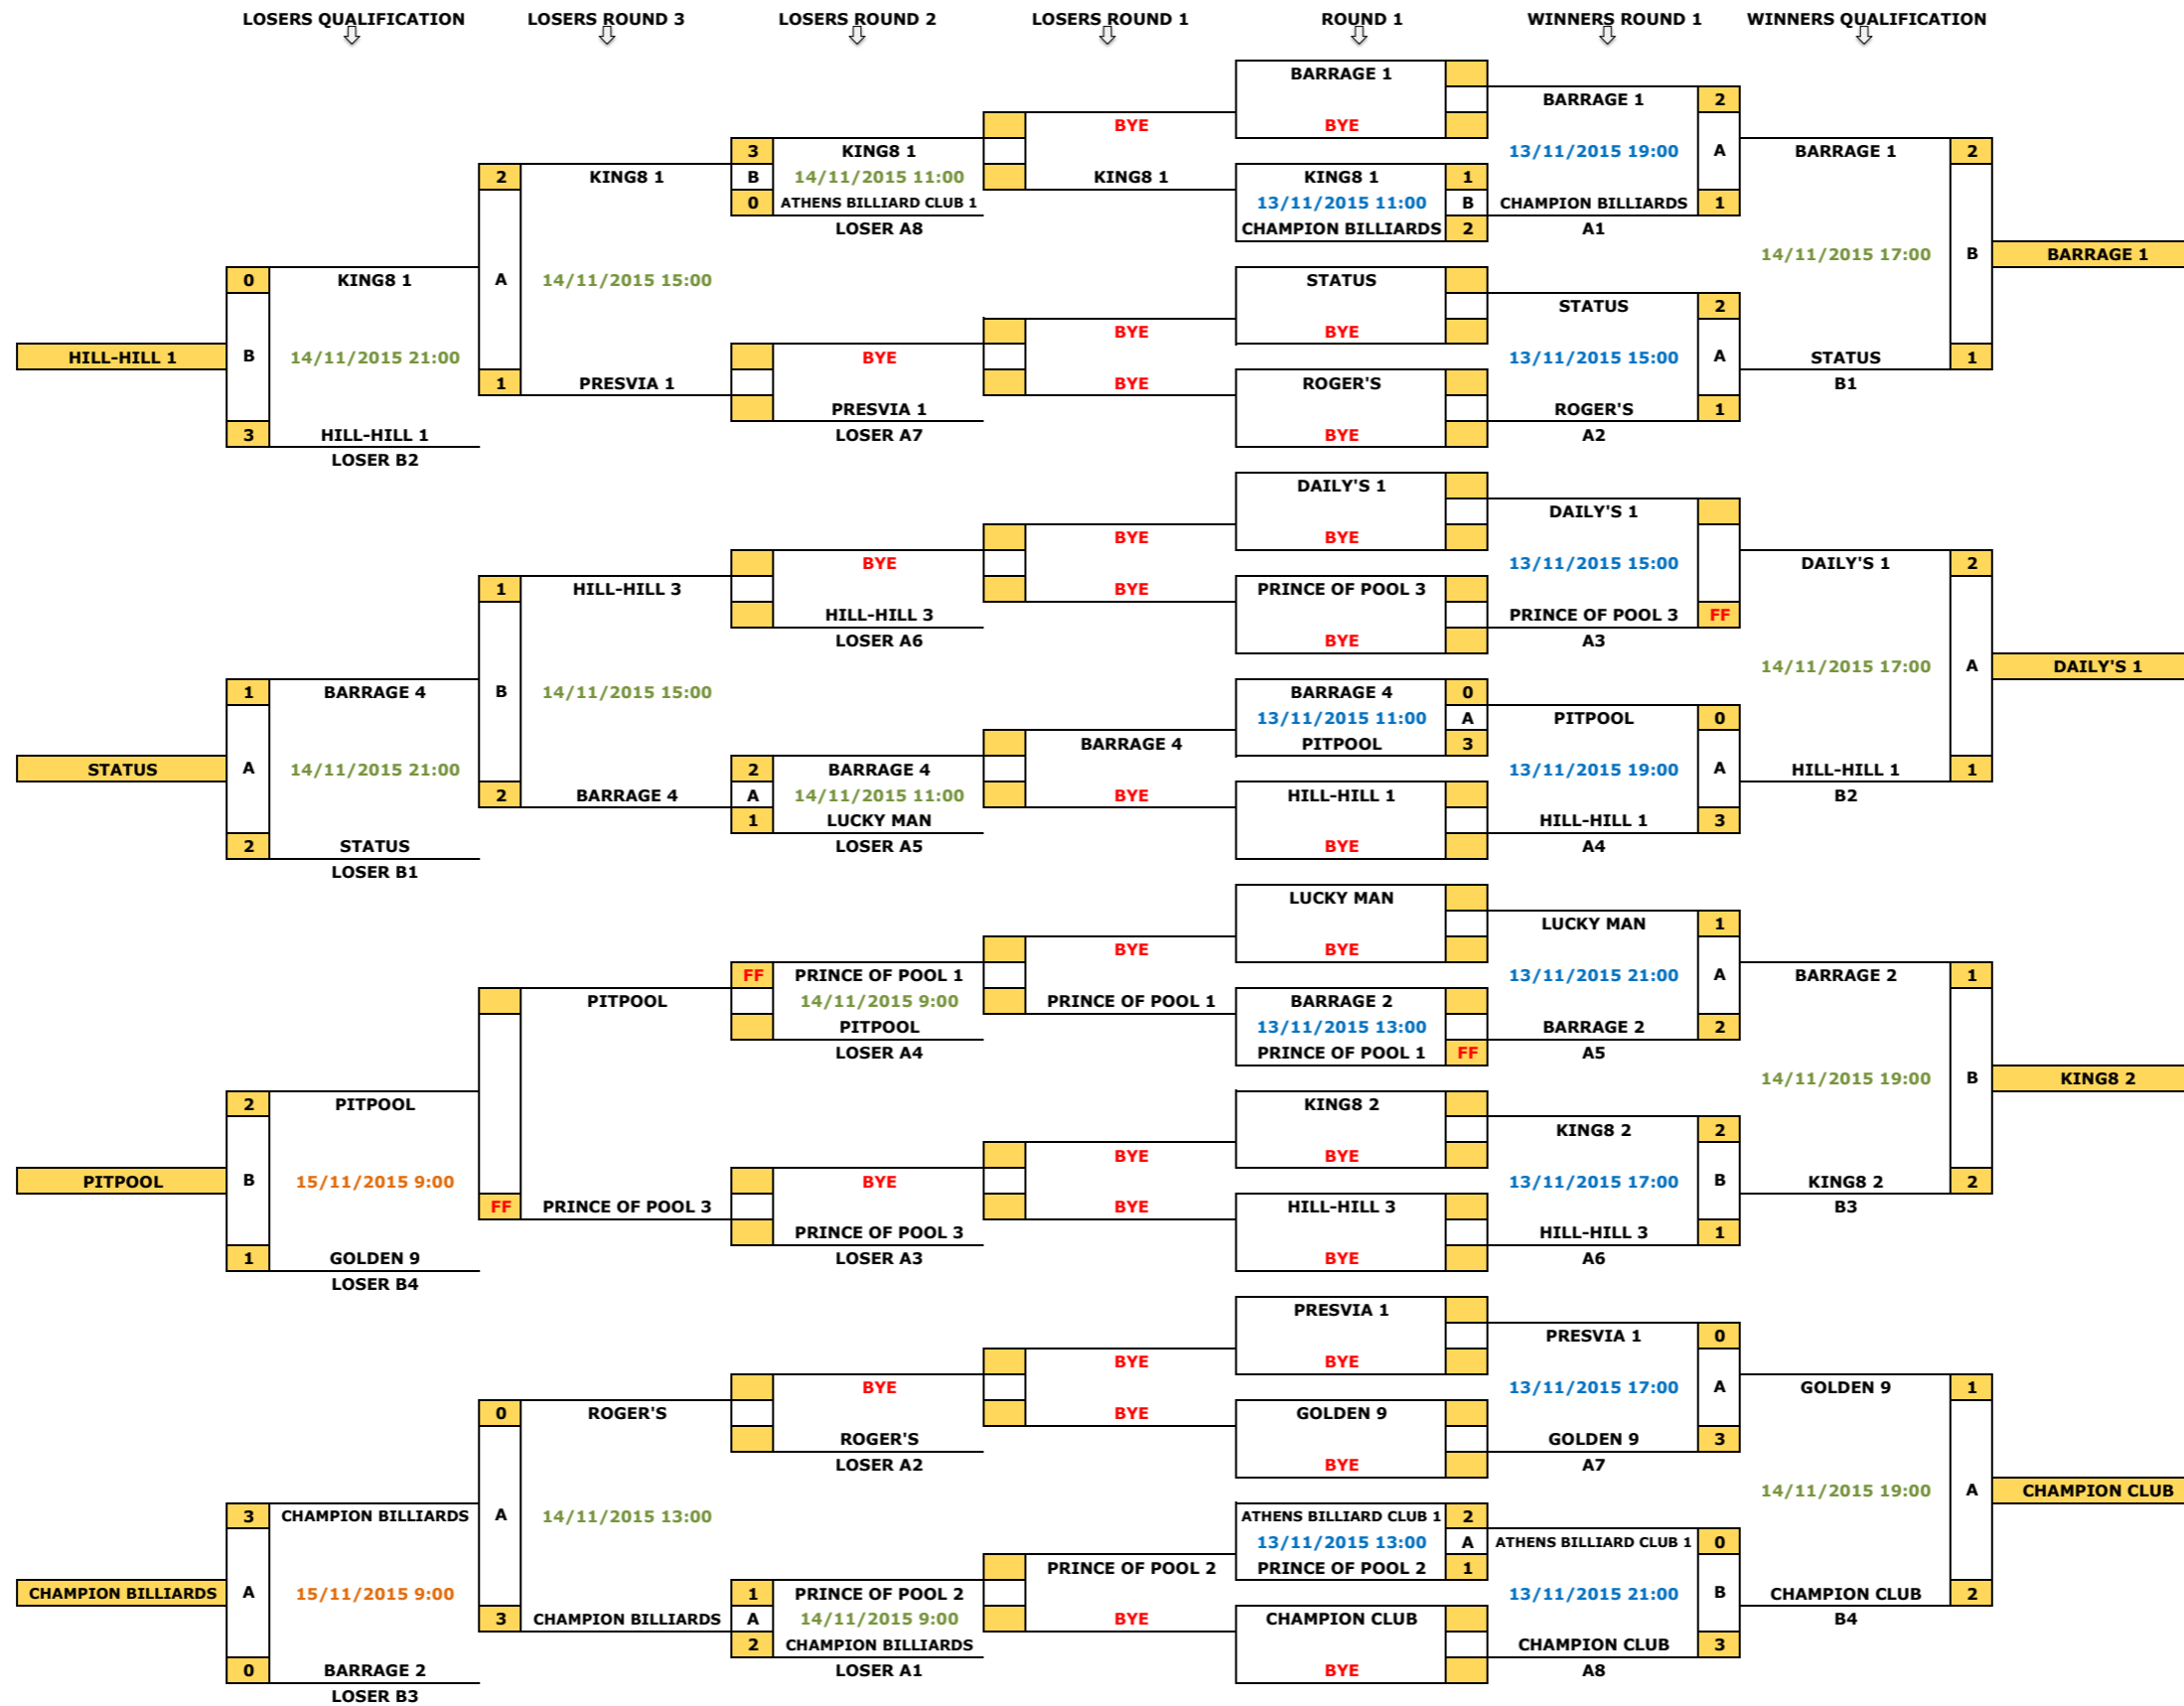 LOSERS QUALIFICATION
LOSERS ROUND 3
LOSERS ROUND 2
LOSERS ROUND 1
ROUND 1
WINNERS ROUND 1
WINNERS QUALIFICATION
HILL-HILL 1
0
KING8 1
B
14/11/2015 21:00
3
HILL-HILL 1
LOSER B2
STATUS
1
BARRAGE 4
A
14/11/2015 21:00
2
STATUS
LOSER B1
PITPOOL
2
PITPOOL
B
15/11/2015 9:00
1
GOLDEN 9
LOSER B4
CHAMPION BILLIARDS
3
CHAMPION BILLIARDS
A
15/11/2015 9:00
0
BARRAGE 2
LOSER B3
2
KING8 1
A
14/11/2015 15:00
1
PRESVIA 1
1
HILL-HILL 3
B
14/11/2015 15:00
2
BARRAGE 4
PITPOOL
FF
PRINCE OF POOL 3
0
ROGER'S
A
14/11/2015 13:00
3
CHAMPION BILLIARDS
3
KING8 1
B
14/11/2015 11:00
0
ATHENS BILLIARD CLUB 1
LOSER A8
BYE
PRESVIA 1
LOSER A7
BYE
HILL-HILL 3
LOSER A6
2
BARRAGE 4
A
14/11/2015 11:00
1
LUCKY MAN
LOSER A5
FF
PRINCE OF POOL 1
14/11/2015 9:00
PITPOOL
LOSER A4
BYE
PRINCE OF POOL 3
LOSER A3
BYE
ROGER'S
LOSER A2
1
PRINCE OF POOL 2
A
14/11/2015 9:00
2
CHAMPION BILLIARDS
LOSER A1
BYE
KING8 1
BYE
BYE
BYE
BYE
BARRAGE 4
BYE
BYE
PRINCE OF POOL 1
BYE
BYE
BYE
BYE
PRINCE OF POOL 2
BYE
BARRAGE 1
BYE
KING8 1
1
13/11/2015 11:00
B
CHAMPION BILLIARDS
2
STATUS
BYE
ROGER'S
BYE
DAILY'S 1
BYE
PRINCE OF POOL 3
BYE
BARRAGE 4
0
13/11/2015 11:00
A
PITPOOL
3
HILL-HILL 1
BYE
LUCKY MAN
BYE
BARRAGE 2
13/11/2015 13:00
PRINCE OF POOL 1
FF
KING8 2
BYE
HILL-HILL 3
BYE
PRESVIA 1
BYE
GOLDEN 9
BYE
ATHENS BILLIARD CLUB 1
2
13/11/2015 13:00
A
PRINCE OF POOL 2
1
CHAMPION CLUB
BYE
BARRAGE 1
2
13/11/2015 19:00
A
CHAMPION BILLIARDS
1
A1
STATUS
2
13/11/2015 15:00
A
ROGER'S
1
A2
DAILY'S 1
13/11/2015 15:00
PRINCE OF POOL 3
FF
A3
PITPOOL
0
13/11/2015 19:00
A
HILL-HILL 1
3
A4
LUCKY MAN
1
13/11/2015 21:00
A
BARRAGE 2
2
A5
KING8 2
2
13/11/2015 17:00
B
HILL-HILL 3
1
A6
PRESVIA 1
0
13/11/2015 17:00
A
GOLDEN 9
3
A7
ATHENS BILLIARD CLUB 1
0
13/11/2015 21:00
B
CHAMPION CLUB
3
A8
BARRAGE 1
2
14/11/2015 17:00
B
STATUS
1
B1
BARRAGE 1
DAILY'S 1
2
14/11/2015 17:00
A
HILL-HILL 1
1
B2
DAILY'S 1
BARRAGE 2
1
14/11/2015 19:00
B
KING8 2
2
B3
KING8 2
GOLDEN 9
1
14/11/2015 19:00
A
CHAMPION CLUB
2
B4
CHAMPION CLUB